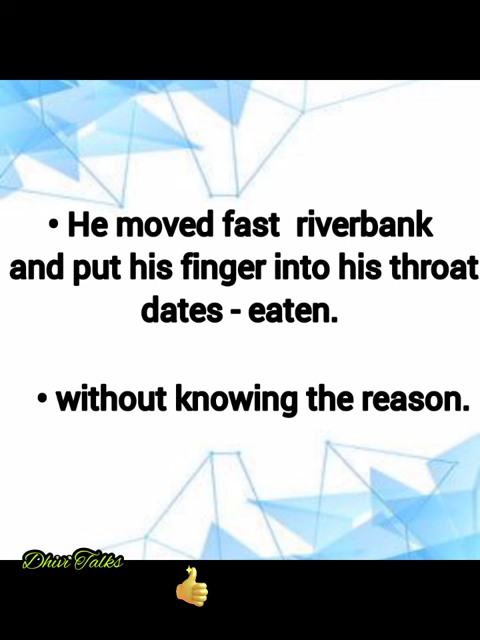 • He moved fast  riverbank
and put his finger into his throat
dates - eaten.
• without knowing the reason.
Dhivi Talks